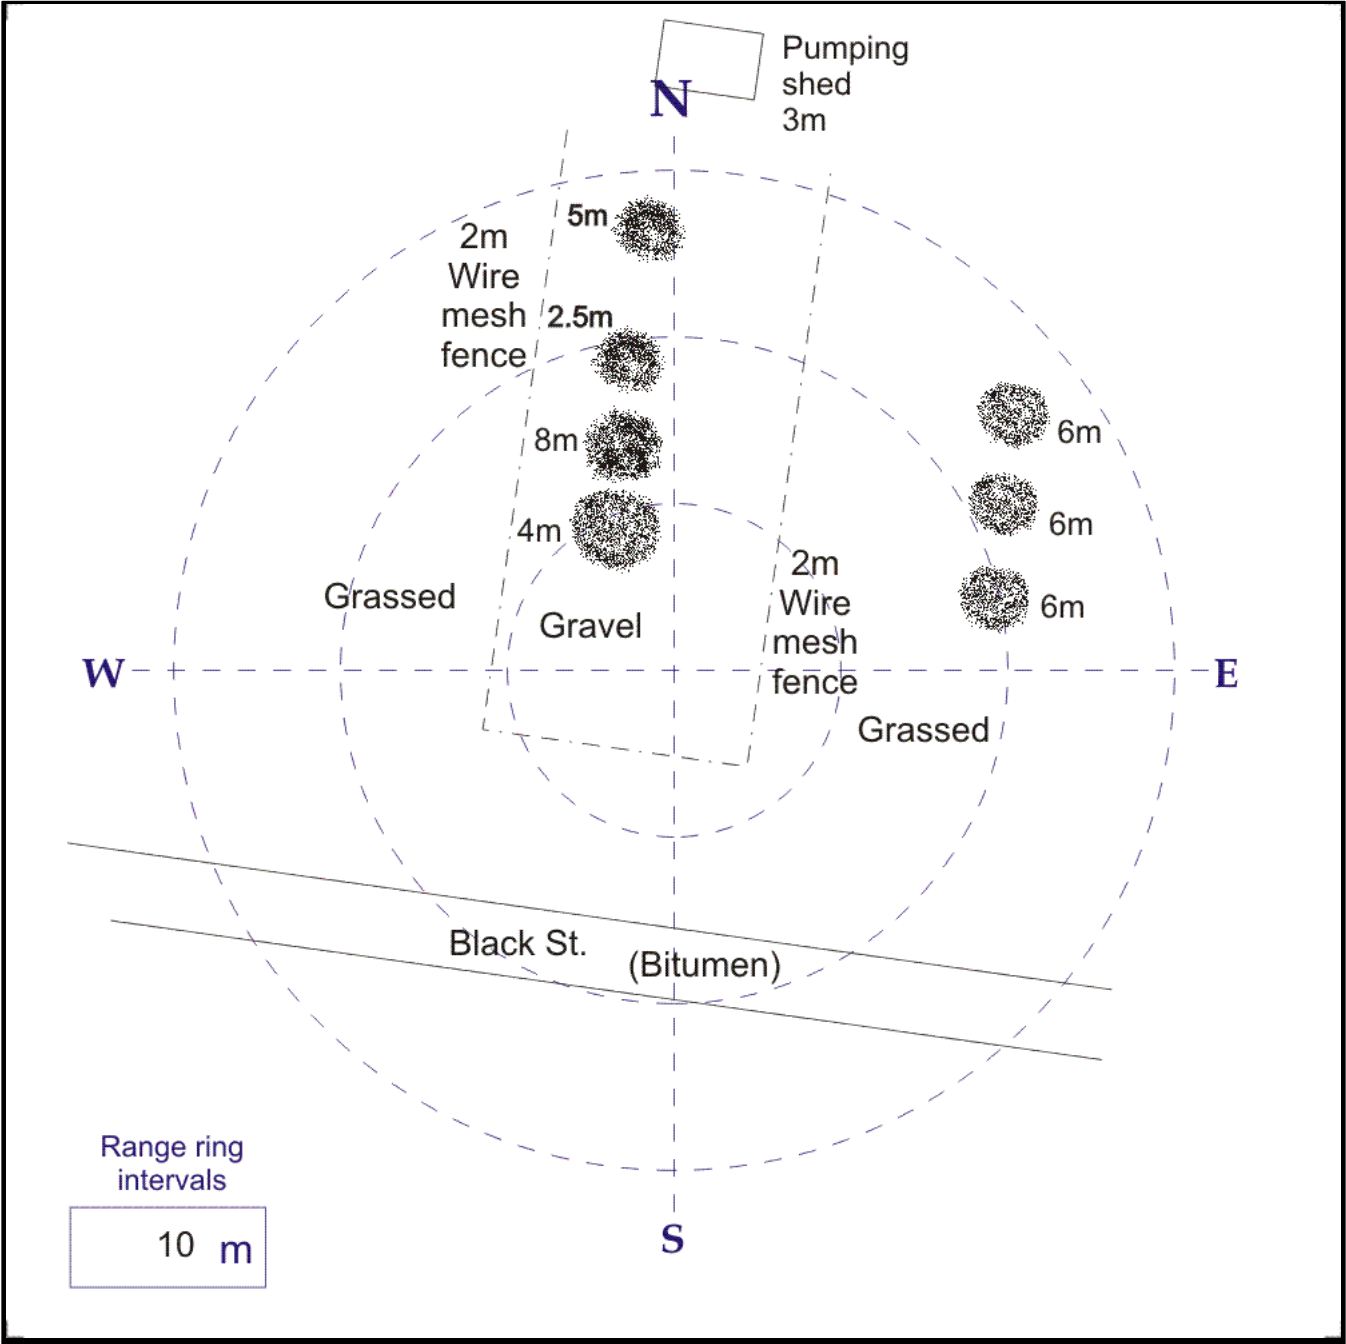 Pumping
shed
3m
N
5m
2m
Wire
mesh
fence
2.5m
8m
4m
6m
6m
6m
2m
Wire
mesh
fence
Grassed
Gravel
W
E
Grassed
Black St.
(Bitumen)
Range ring
intervals
10 m
S